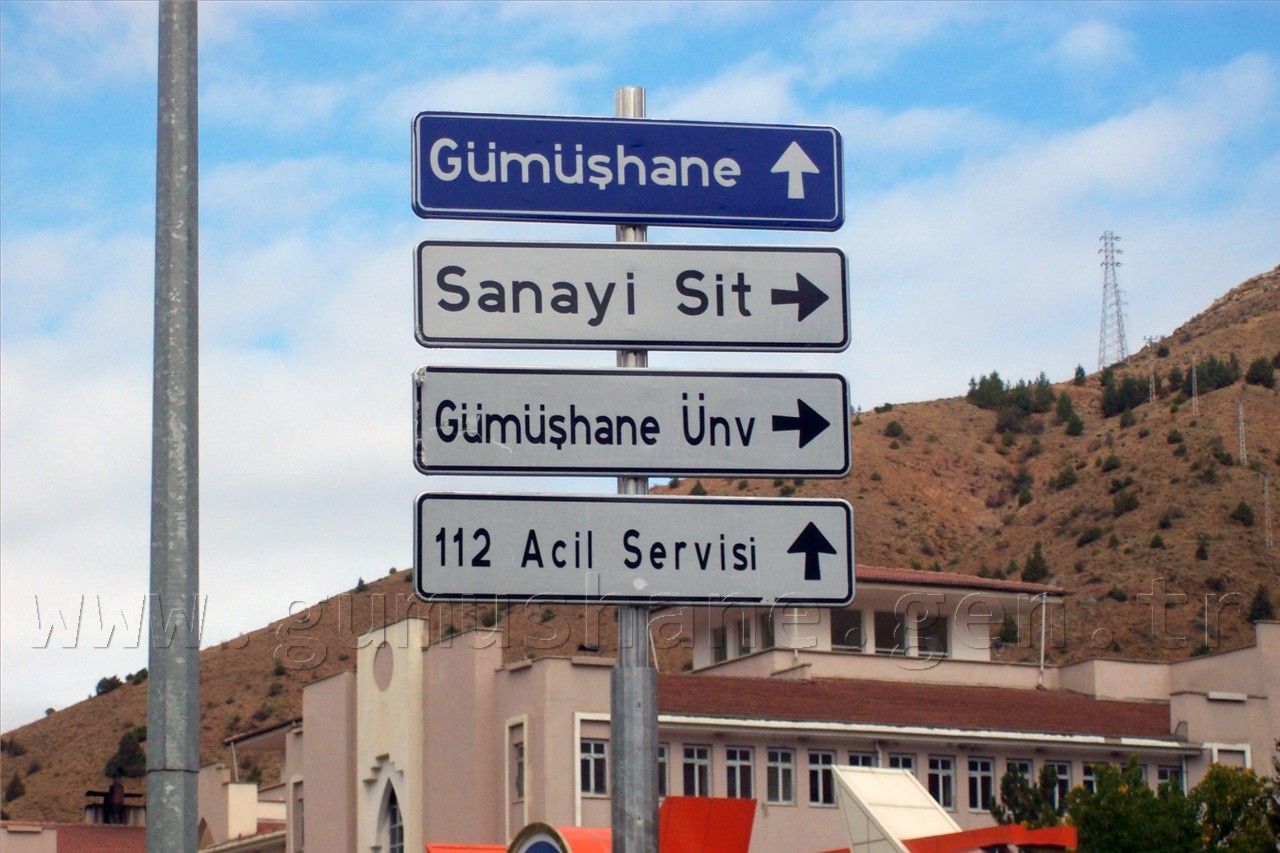 Gümüşhane
Sanayi Sit
Gümüşhane Ünv
112 Acil Servisi
www.gumushane.gen.tr